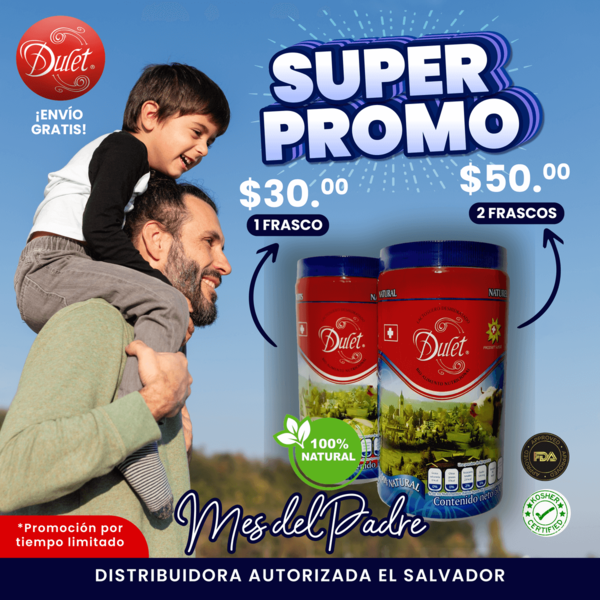 Dulet
¡ENVÍO
GRATIS!
SUPER
PROMO
$30.00
1 FRASCO
$50.00
2 FRASCOS
NATURAL
Dulet
Dulet
100%
NATURAL
NATURAL
Contenido neto
APPROVED
FDA
KOSHER
CERTIFIED
Mes del Padre
*Promoción por
tiempo limitado
DISTRIBUIDORA AUTORIZADA EL SALVADOR